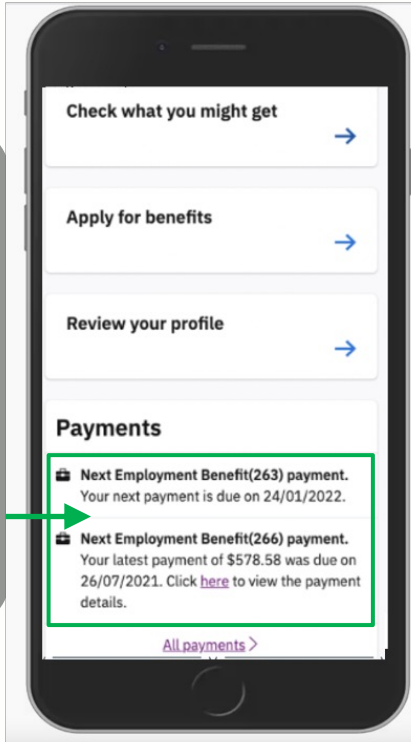 Check what you might get
Apply for benefits
Review your profile
Payments
Next Employment Benefit(263) payment.
Your next payment is due on 24/01/2022.
Next Employment Benefit(266) payment.
Your latest payment of $578.58 was due on
26/07/2021. Click here to view the payment
details.
All payments